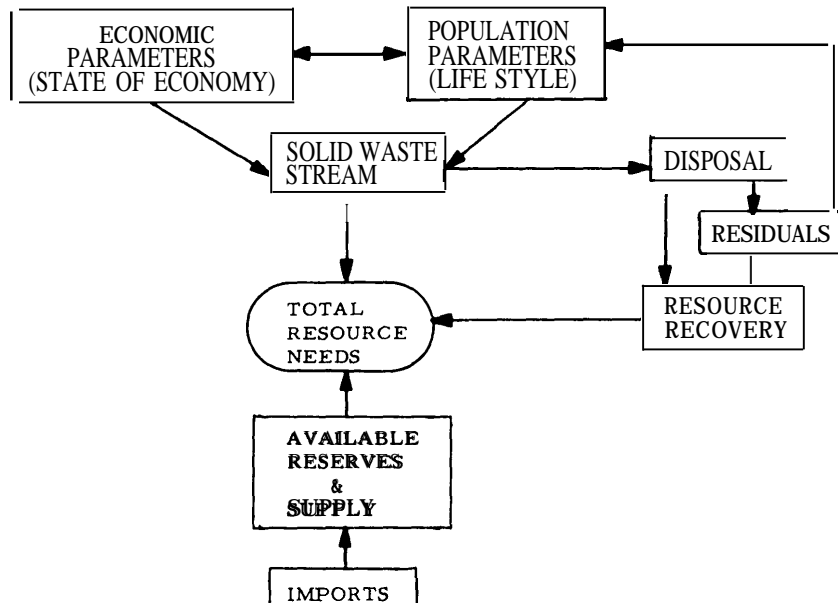 ECONOMIC
PARAMETERS
(STATE OF ECONOMY)
POPULATION
PARAMETERS
(LIFE STYLE)
SOLID WASTE
STREAM
DISPOSAL
RESIDUALS
TOTAL
RESOURCE
NEEDS
RESOURCE
RECOVERY
AVAILABLE
RESERVES
&
SUPPLY
IMPORTS